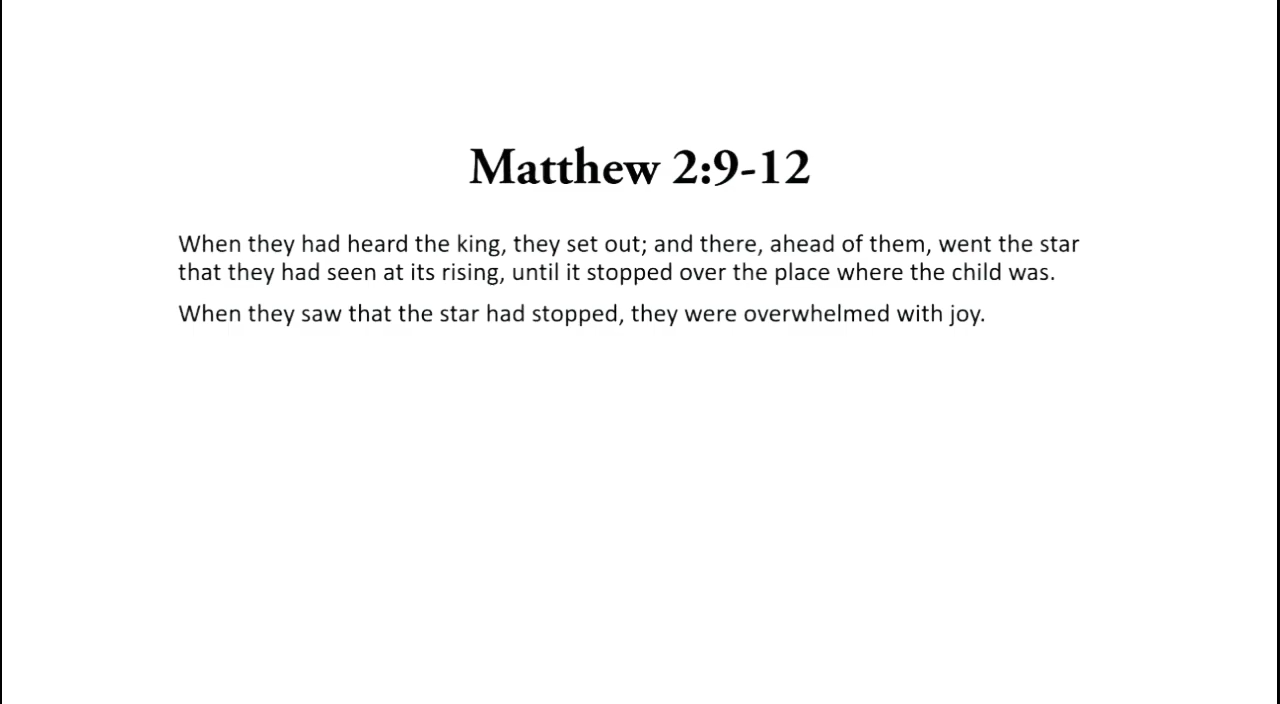 Matthew 2:9-12
When they had heard the king, they set out; and there, ahead of them, went the star
that they had seen at its rising, until it stopped over the place where the child was.
When they saw that the star had stopped, they were overwhelmed with joy.